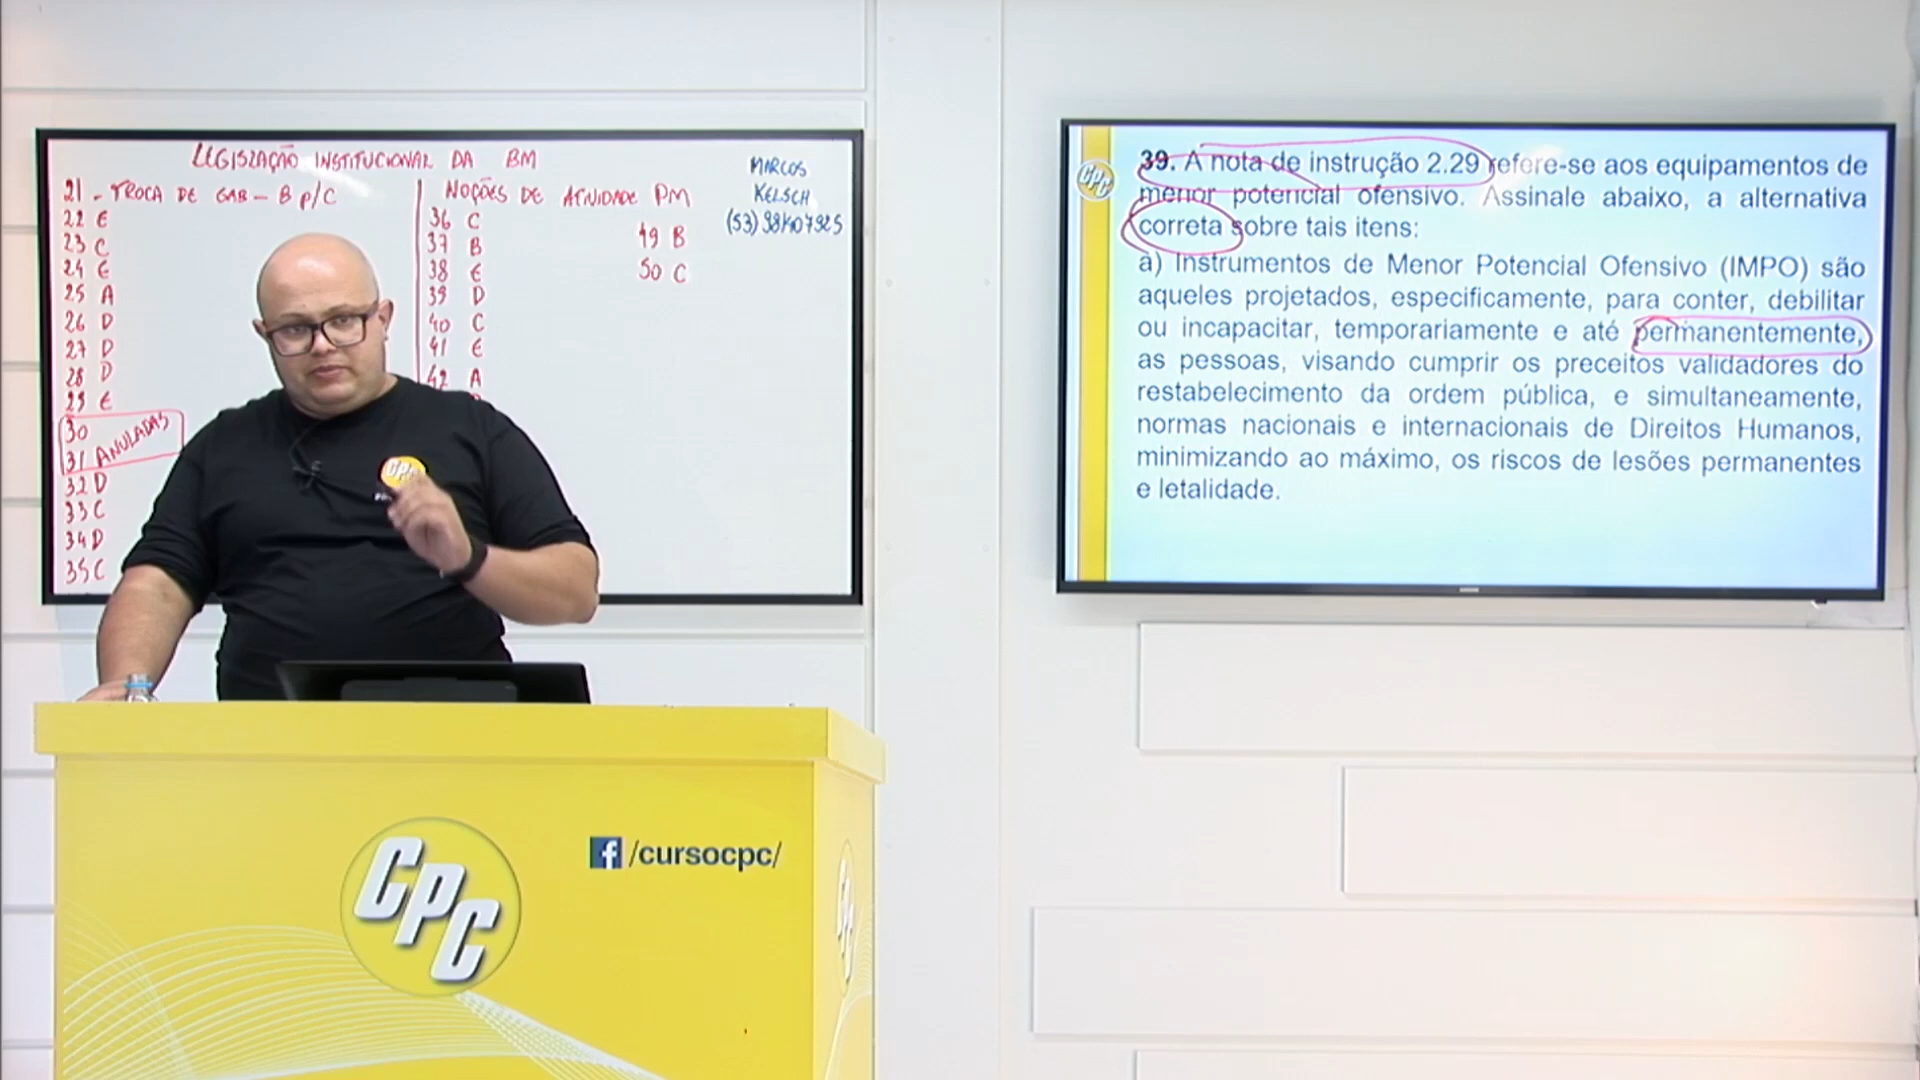 LEGISLAÇÃO INSTITUCIONAL DA BM
21 - TROCA DE GAB - B P/C
22 E
23 C
24 E
25 A
26 D
27 D
28 D
29 E
30
31 ANULADAS
32 D
33 C
34 D
35 C
NOÇÕES DE ATIVIDADE PM
36 C
37 B
38 E
39 D
40 C
41 E
42 A
49 B
50 C
MARCOS
KELSCH
CPC
CPC
/cursocpc/
CPC
39. A nota de instrução 2.29 refere-se aos equipamentos de
menor potencial ofensivo. Assinale abaixo, a alternativa
correta sobre tais itens:
a) Instrumentos de Menor Potencial Ofensivo (IMPO) são
aqueles projetados, especificamente, para conter, debilitar
ou incapacitar, temporariamente e até permanentemente,
as pessoas, visando cumprir os preceitos validadores do
restabelecimento da ordem pública, e simultaneamente,
normas nacionais e internacionais de Direitos Humanos,
minimizando ao máximo, os riscos de lesões permanentes
e letalidade.